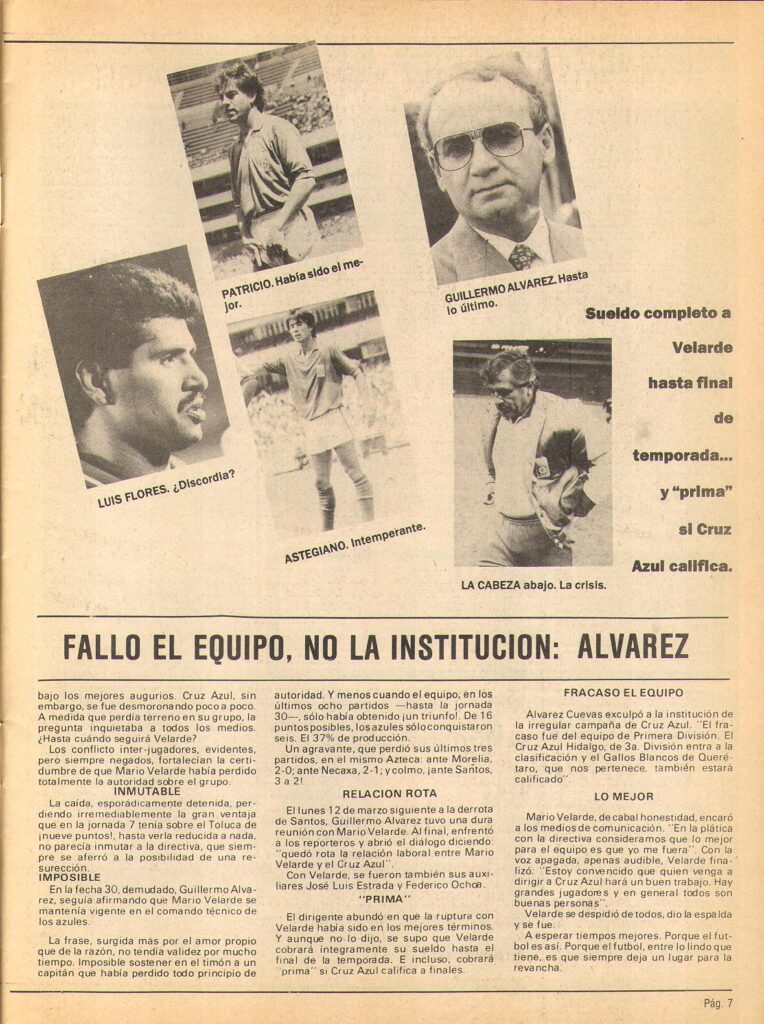 PATRICIO. Había sido el me-
jor.
GUILLERMO ALVAREZ. Hasta
lo último.
LUIS FLORES. ¿Discordia?
ASTEGIANO. Intemperante.
LA CABEZA abajo. La crisis.
Sueldo completo a
Velarde
hasta final
de
temporada...
y “prima”
si Cruz
Azul califica.
FALLO EL EQUIPO, NO LA INSTITUCION: ALVAREZ
bajo los mejores augurios. Cruz Azul, sin
embargo, se fue desmoronando poco a poco.
A medida que perdía terreno en su grupo, la
pregunta inquietaba a todos los medios.
¿Hasta cuándo seguirá Velarde?
Los conflicto inter-jugadores, evidentes,
pero siempre negados, fortalecían la certi-
dumbre de que Mario Velarde había perdido
totalmente la autoridad sobre el grupo.
INMUTABLE
La caída, esporádicamente detenida, per-
diendo irremediablemente la gran ventaja
que en la jornada 7 tenía sobre el Toluca de
¡nueve puntos!, hasta verla reducida a nada,
no parecía inmutar a la directiva, que siem-
pre se aferró a la posibilidad de una re-
surección.
IMPOSIBLE
En la fecha 30, demudado, Guillermo Alva-
rez, seguía afirmando que Mario Velarde se
mantenía vigente en el comando técnico de
los azules.
La frase, surgida más por el amor propio
que de la razón, no tendía validez por mucho
tiempo. Imposible sostener en el timón a un
capitán que había perdido todo principio de
autoridad. Y menos cuando el equipo, en los
últimos ocho partidos —hasta la jornada
30—, sólo había obtenido ¡un triunfo!. De 16
puntos posibles, los azules sólo conquistaron
seis. El 37% de producción.
Un agravante, que perdió sus últimos tres
partidos, en el mismo Azteca: ante Morelia,
2-0; ante Necaxa, 2-1; y colmo, ¡ante Santos,
3 a 2!
RELACION ROTA
El lunes 12 de marzo siguiente a la derrota
de Santos, Guillermo Alvarez tuvo una dura
reunión con Mario Velarde. Al final, enfrentó
a los reporteros y abrió el diálogo diciendo:
“quedó rota la relación laboral entre Mario
Velarde y el Cruz Azul”.
Con Velarde, se fueron también sus auxi-
liares José Luis Estrada y Federico Ochoa.
“PRIMA”
El dirigente abundó en que la ruptura con
Velarde había sido en los mejores términos.
Y aunque no lo dijo, se supo que Velarde
cobrará íntegramente su sueldo hasta el
final de la temporada. E incluso, cobrará
“prima” si Cruz Azul califica a finales.
FRACASO EL EQUIPO
Alvarez Cuevas exculpó a la institución de
la irregular campaña de Cruz Azul. “El fra-
caso fue del equipo de Primera División. El
Cruz Azul Hidalgo, de 3a. División entra a la
clasificación y el Gallos Blancos de Queré-
taro, que nos pertenece, también estará
calificado”.
LO MEJOR
Mario Velarde, de cabal honestidad, encaró
a los medios de comunicación. “En la plática
con la directiva consideramos que lo mejor
para el equipo es que yo me fuera”. Con la
voz apagada, apenas audible, Velarde fina-
lizó: “Estoy convencido que quien venga a
dirigir a Cruz Azul hará un buen trabajo. Hay
grandes jugadores y en general todos son
buenas personas”.
Velarde se despidió de todos, dio la espalda
y se fue.
A esperar tiempos mejores. Porque el fut-
bol es así. Porque el futbol, entre lo lindo que
tiene, es que siempre deja un lugar para la
revancha.
Pág. 7